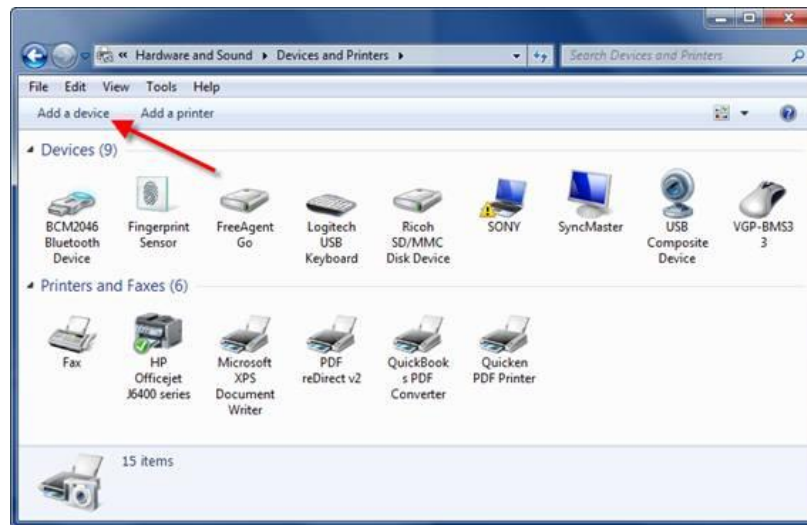 « Hardware and Sound ▸ Devices and Printers ▸
Search Devices and Printers
File Edit View Tools Help
Add a device Add a printer
Devices (9)
BCM2046 Bluetooth Device
Fingerprint Sensor
FreeAgent Go
Logitech USB Keyboard
Ricoh SD/MMC Disk Device
SONY
SyncMaster
USB Composite Device
VGP-BMS3 3
Printers and Faxes (6)
Fax
HP Officejet J6400 series
Microsoft XPS Document Writer
PDF reDirect v2
QuickBook s PDF Converter
Quicken PDF Printer
15 items